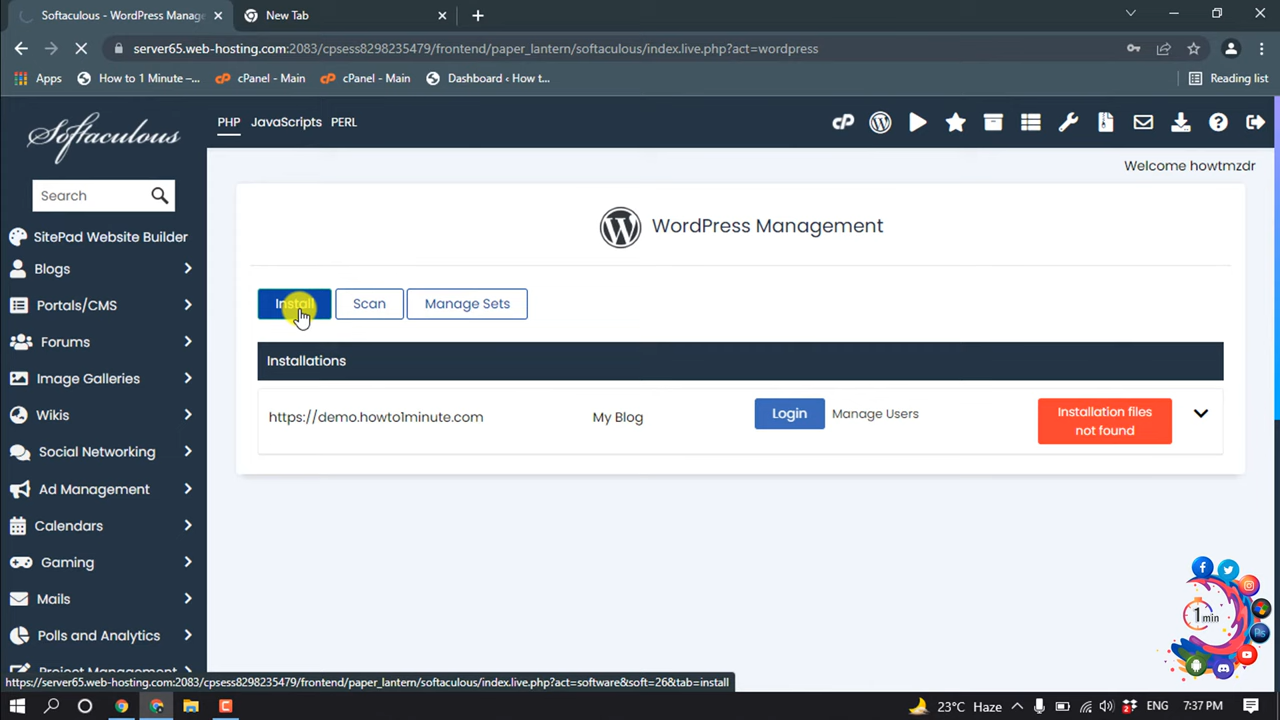 Softaculous - WordPress Manag
New Tab
server65.web-hosting.com:2083/cpsess8298235479/frontend/paper_lantern/softaculous/index.live.php?act=wordpress
Apps
How to 1 Minute –...
cPanel - Main
cPanel - Main
Dashboard ‹ How t...
Reading list
Softaculous
PHP
JavaScripts
PERL
cP
Welcome howtmzdr
Search
SitePad Website Builder
Blogs
Portals/CMS
Forums
Image Galleries
Wikis
Social Networking
Ad Management
Calendars
Gaming
Mails
Polls and Analytics
Project Management
WordPress Management
Install
Scan
Manage Sets
Installations
https://demo.howto1minute.com
My Blog
Login
Manage Users
Installation files
not found
1 min
https://server65.web-hosting.com:2083/cpsess8298235479/frontend/paper_lantern/softaculous/index.live.php?act=software&soft=26&tab=install
23°C Haze
ENG
7:37 PM